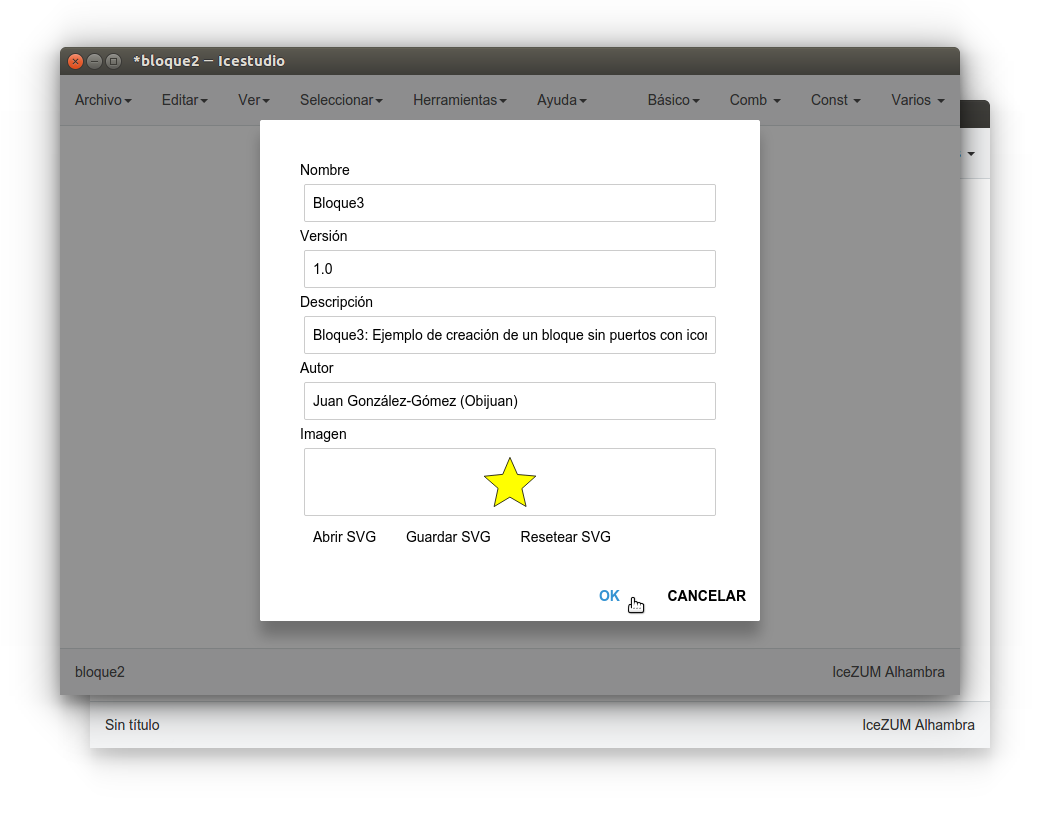 *bloque2 — Icestudio
Archivo Editar Ver Seleccionar Herramientas Ayuda Básico Comb Const Varios
Nombre
Bloque3
Versión
1.0
Descripción
Bloque3: Ejemplo de creación de un bloque sin puertos con icor
Autor
Juan González-Gómez (Obijuan)
Imagen
Abrir SVG Guardar SVG Resetear SVG
OK CANCELAR
bloque2 IceZUM Alhambra
Sin título IceZUM Alhambra